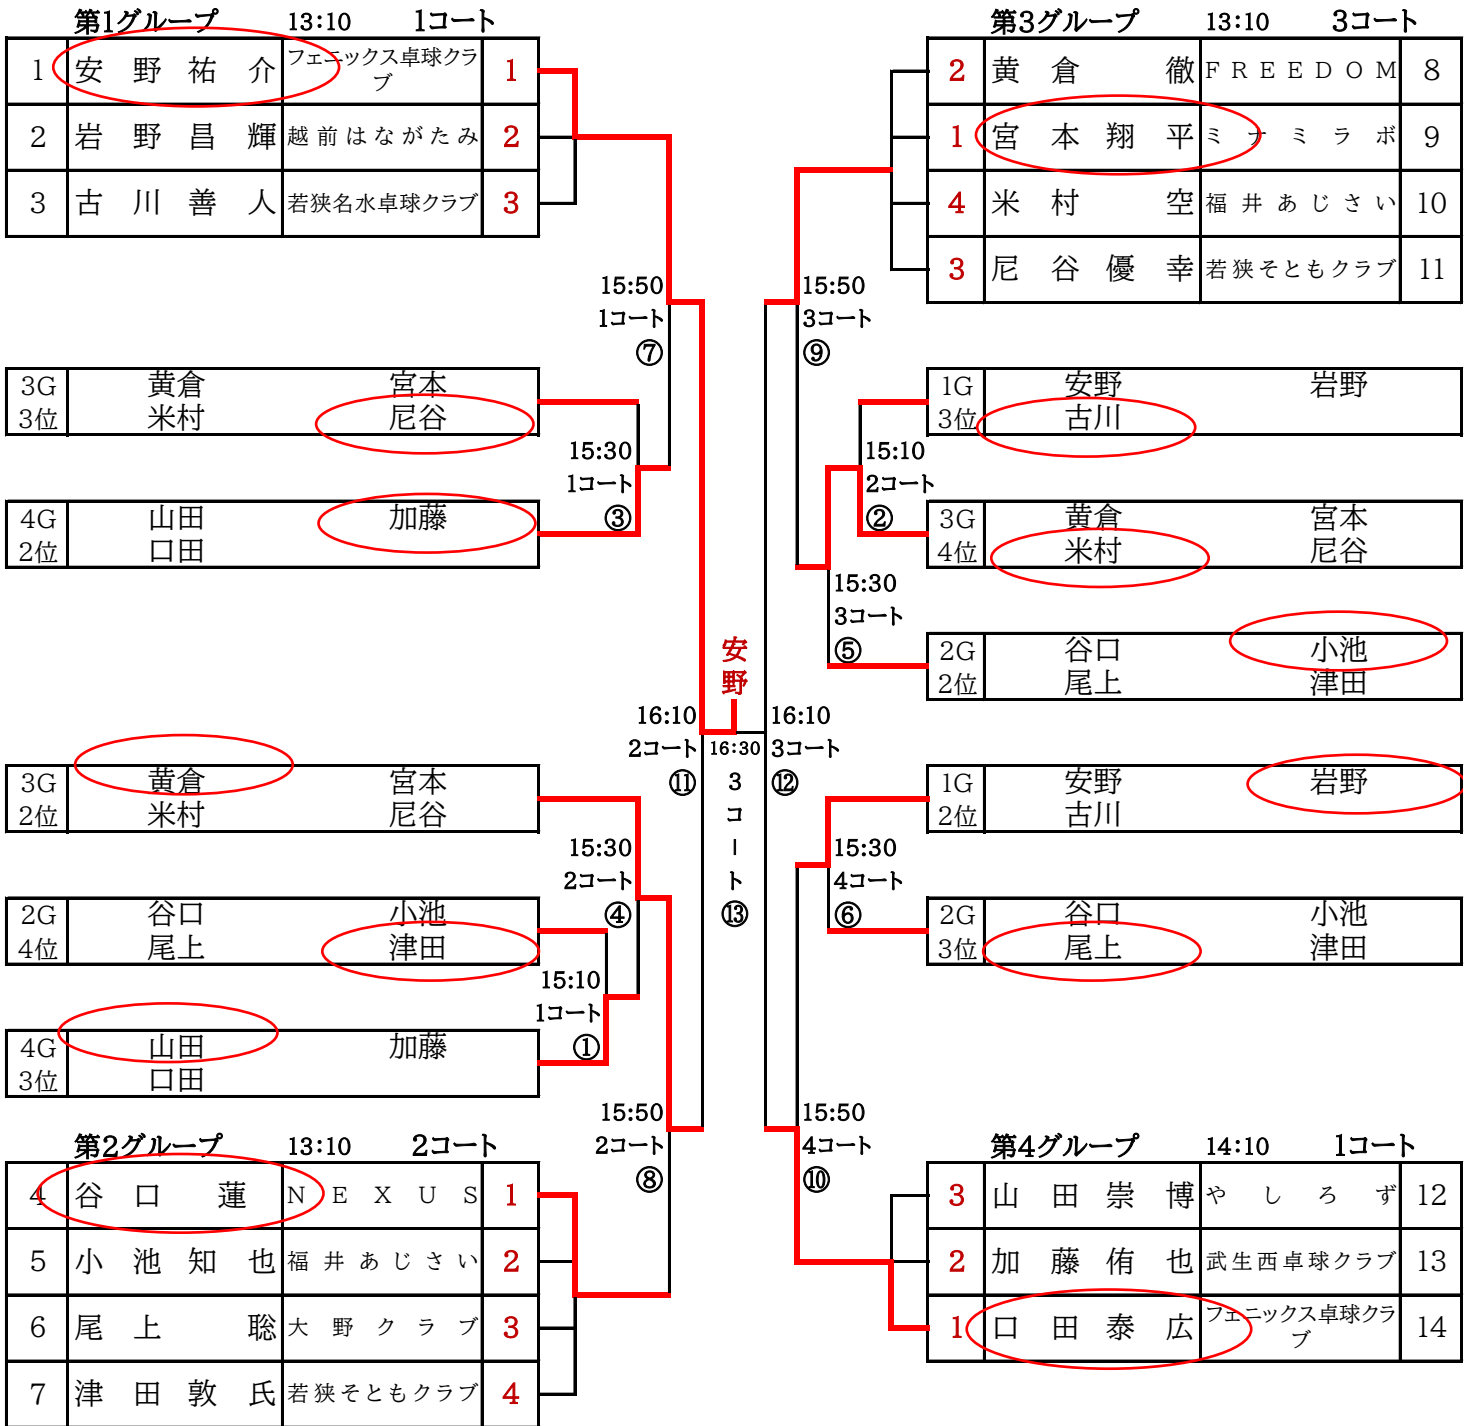 第1グループ 13:10 1コート
1 安野祐介 フェニックス卓球クラブ 1
2 岩野昌輝 越前はながたみ 2
3 古川善人 若狭名水卓球クラブ 3
15:50
1コート
⑦
3G 黄倉 宮本
3位 米村 尼谷
15:30
1コート
③
4G 山田 加藤
2位 口田
3G 黄倉 宮本
2位 米村 尼谷
15:30
2コート
④
2G 谷口 小池
4位 尾上 津田
15:10
1コート
①
4G 山田 加藤
3位 口田
15:50
2コート
⑧
第2グループ 13:10 2コート
4 谷口蓮 NEXUS 1
5 小池知也 福井あじさい 2
6 尾上聡 大野クラブ 3
7 津田敦氏 若狭そともクラブ 4
16:10
2コート
⑪
安野
16:30
3コート
⑬
16:10
3コート
⑫
第3グループ 13:10 3コート
2 黄倉徹 FREEDOM 8
1 宮本翔平 ミナミラボ 9
4 米村空 福井あじさい 10
3 尼谷優幸 若狭そともクラブ 11
15:50
3コート
⑨
1G 安野 岩野
3位 古川
15:10
2コート
②
3G 黄倉 宮本
4位 米村 尼谷
15:30
3コート
⑤
2G 谷口 小池
2位 尾上 津田
1G 安野 岩野
2位 古川
15:30
4コート
⑥
2G 谷口 小池
3位 尾上 津田
15:50
4コート
⑩
第4グループ 14:10 1コート
3 山田崇博 やしろず 12
2 加藤侑也 武生西卓球クラブ 13
1 口田泰広 フェニックス卓球クラブ 14